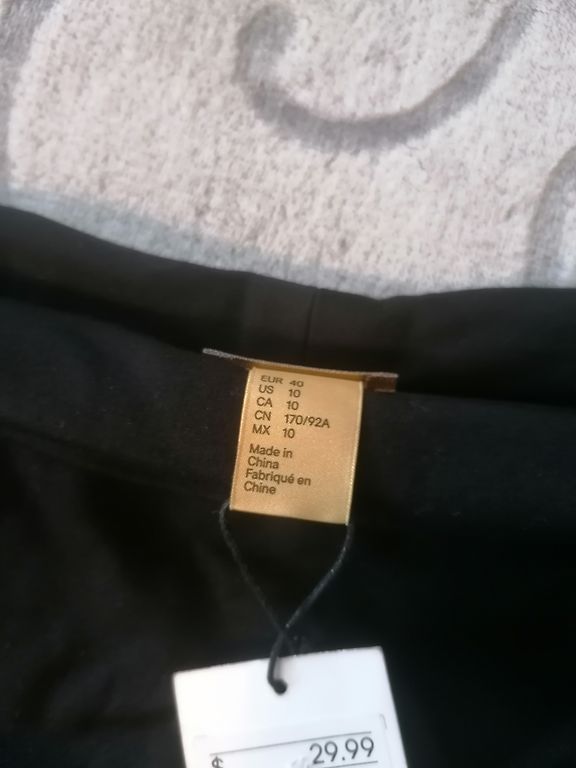 EUR 40
US 10
CA 10
CN 170/92A
MX 10
Made in
China
Fabriqué en
Chine
$ 29.99